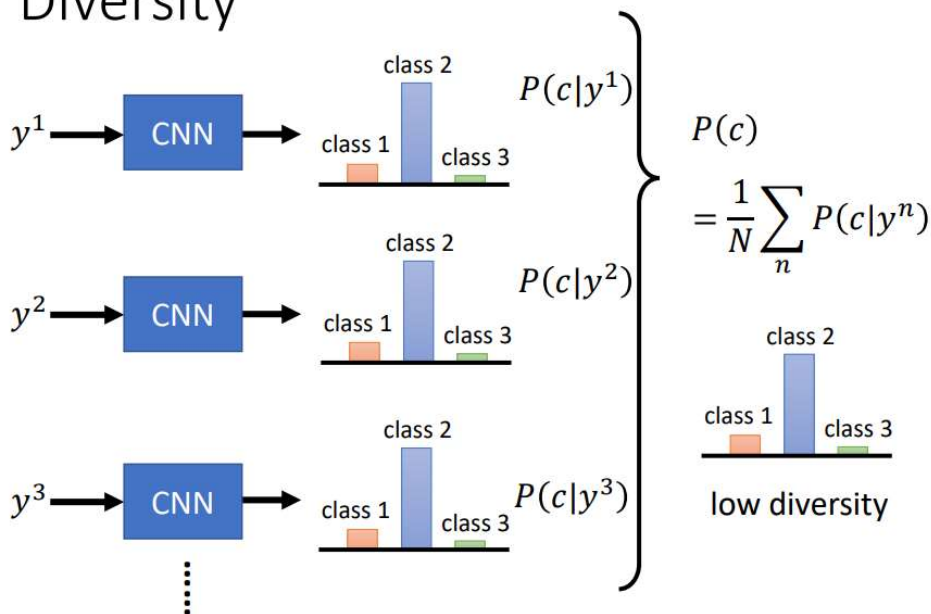 Diversity
y¹ CNN class 1 class 2 class 3 P(c|y¹)
y² CNN class 1 class 2 class 3 P(c|y²)
y³ CNN class 1 class 2 class 3 P(c|y³)
......
P(c)
= 1/N ∑ₙ P(c|yⁿ)
class 1 class 2 class 3
low diversity